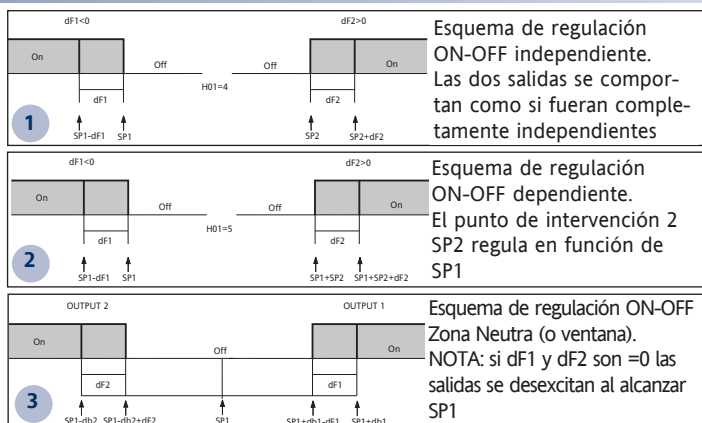 dF1<0
dF2>0
On
Off
Off
On
dF1
H01=4
dF2
1
SP1-dF1
SP1
SP2
SP2+dF2
Esquema de regulación
ON-OFF independiente.
Las dos salidas se compor-
tan como si fueran comple-
tamente independientes
dF1<0
dF2>0
On
Off
Off
On
H01=5
dF1
dF2
2
SP1-dF1
SP1
SP1+SP2
SP1+SP2+dF2
Esquema de regulación
ON-OFF dependiente.
El punto de intervención 2
SP2 regula en función de
SP1
OUTPUT 2
OUTPUT 1
On
Off
On
dF2
dF1
3
SP1-db2
SP1-db2+dF2
SP1
SP1+db1-dF1
SP1+db1
Esquema de regulación ON-OFF
Zona Neutra (o ventana).
NOTA: si dF1 y dF2 son =0 las
salidas se desexcitan al alcanzar
SP1